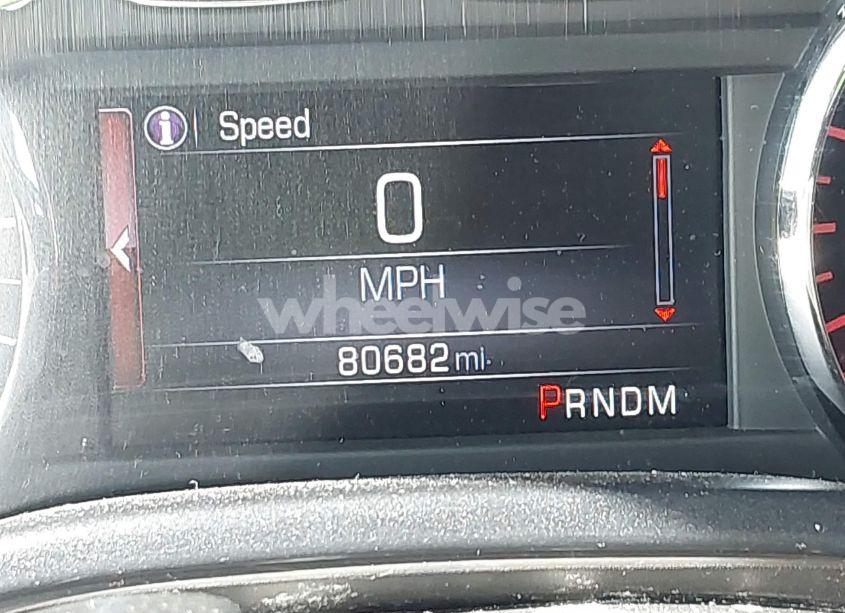 i Speed
0
MPH
wheelwise
80682 mi
PRNDM